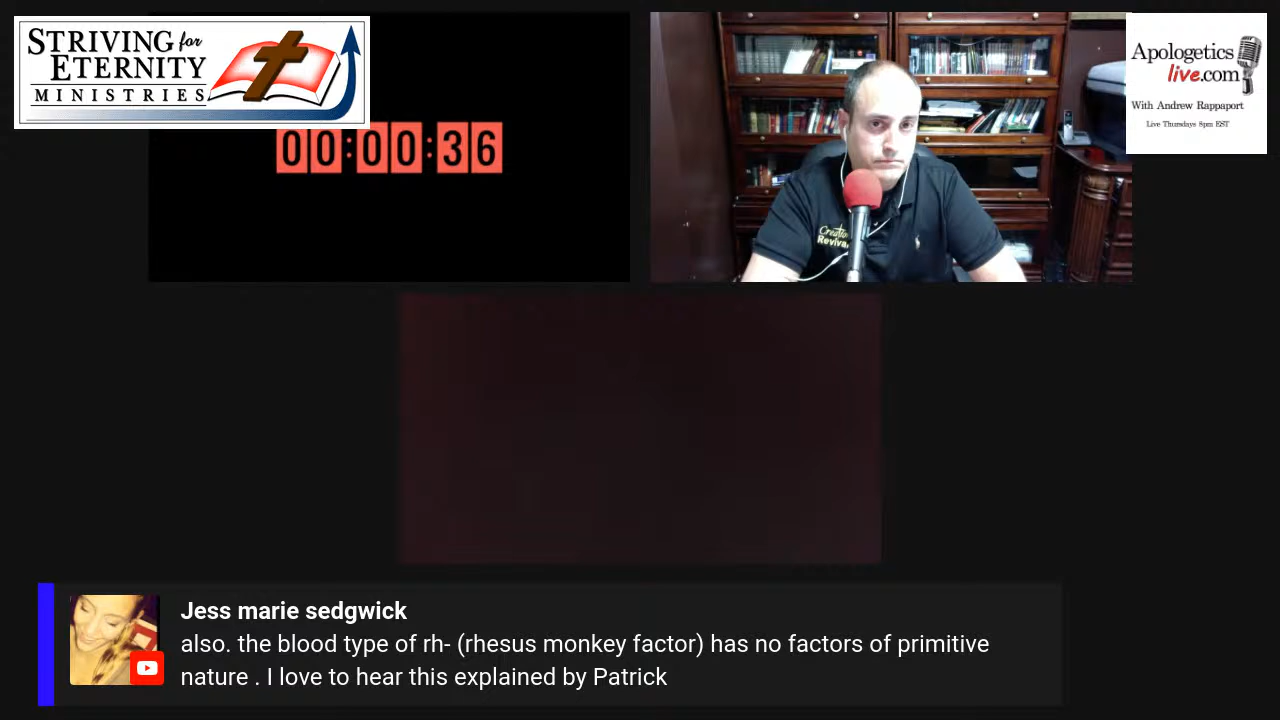 STRIVING for
ETERNITY
MINISTRIES
00:00:36
Creation
Reviva
Apologetics
live.com
With Andrew Rappaport
Live Thursdays 8pm EST
Jess marie sedgwick
also. the blood type of rh- (rhesus monkey factor) has no factors of primitive
nature . I love to hear this explained by Patrick